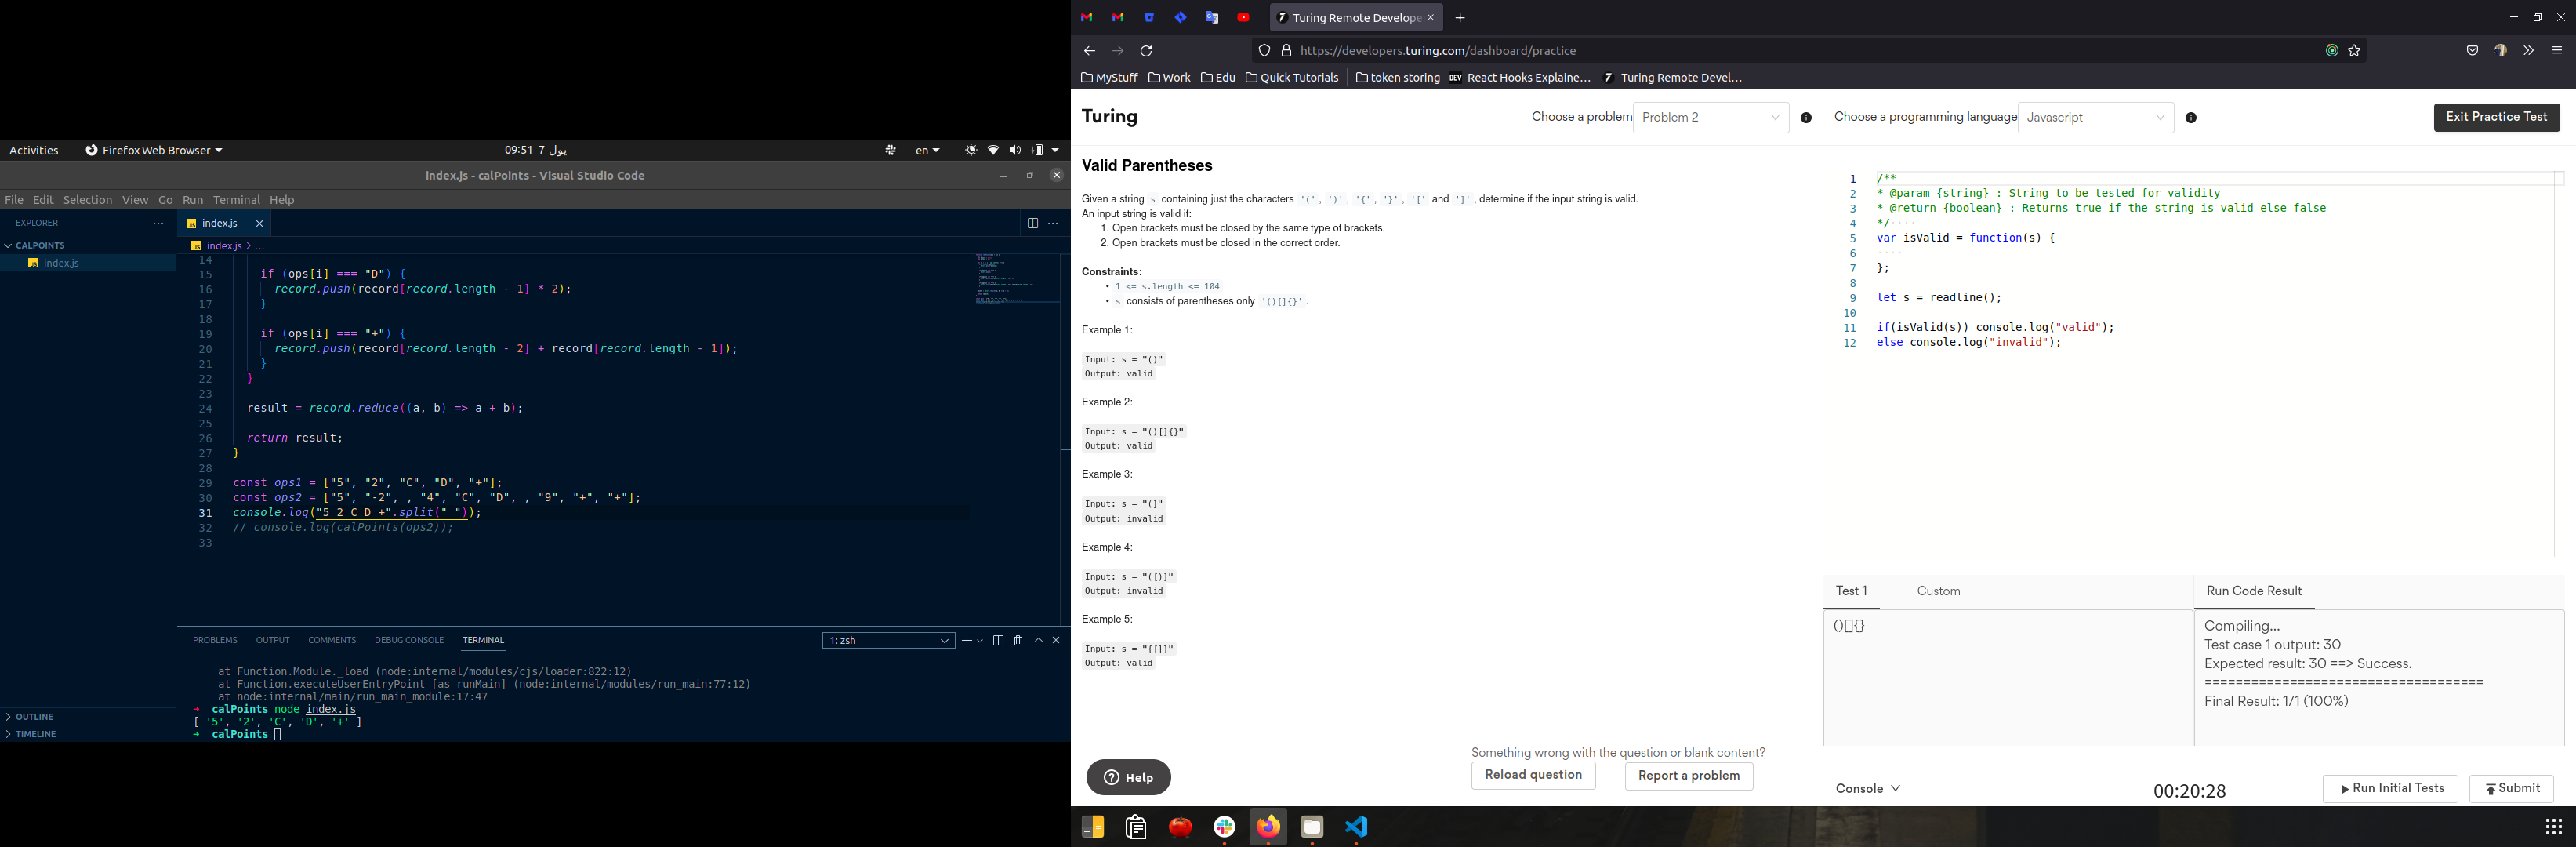 Activities
Firefox Web Browser
09:51 7 يول
en
index.js - calPoints - Visual Studio Code
File Edit Selection View Go Run Terminal Help
EXPLORER
index.js
CALPOINTS
index.js > ...
index.js
14
15 if (ops[i] === "D") {
16 record.push(record[record.length - 1] * 2);
17 }
18
19 if (ops[i] === "+") {
20 record.push(record[record.length - 2] + record[record.length - 1]);
21 }
22 }
23
24 result = record.reduce((a, b) => a + b);
25
26 return result;
27 }
28
29 const ops1 = ["5", "2", "C", "D", "+"];
30 const ops2 = ["5", "-2", , "4", "C", "D", , "9", "+", "+"];
31 console.log("5 2 C D +".split(" "));
32 // console.log(calPoints(ops2));
33
PROBLEMS OUTPUT COMMENTS DEBUG CONSOLE TERMINAL
1: zsh
at Function.Module._load (node:internal/modules/cjs/loader:822:12)
at Function.executeUserEntryPoint [as runMain] (node:internal/modules/run_main:77:12)
at node:internal/main/run_main_module:17:47
➜ calPoints node index.js
[ '5', '2', 'C', 'D', '+' ]
➜ calPoints
OUTLINE
TIMELINE
Turing Remote Develope
https://developers.turing.com/dashboard/practice
MyStuff Work Edu Quick Tutorials token storing DEV React Hooks Explaine... Turing Remote Devel...
Turing
Choose a problem Problem 2
Choose a programming language Javascript
Exit Practice Test
Valid Parentheses
Given a string s containing just the characters '(', ')', '{', '}', '[' and ']', determine if the input string is valid.
An input string is valid if:
1. Open brackets must be closed by the same type of brackets.
2. Open brackets must be closed in the correct order.
Constraints:
• 1 <= s.length <= 104
• s consists of parentheses only '()[]{}'.
Example 1:
Input: s = "()"
Output: valid
Example 2:
Input: s = "()[]{}"
Output: valid
Example 3:
Input: s = "(]"
Output: invalid
Example 4:
Input: s = "([)]"
Output: invalid
Example 5:
Input: s = "{[]}"
Output: valid
Something wrong with the question or blank content?
Reload question
Report a problem
Help
1 /**
2 * @param {string} : String to be tested for validity
3 * @return {boolean} : Returns true if the string is valid else false
4 */
5 var isValid = function(s) {
6
7 };
8
9 let s = readline();
10
11 if(isValid(s)) console.log("valid");
12 else console.log("invalid");
Test 1 Custom
()[]{}
Run Code Result
Compiling...
Test case 1 output: 30
Expected result: 30 ==> Success.
====================================
Final Result: 1/1 (100%)
Console
00:20:28
Run Initial Tests
Submit